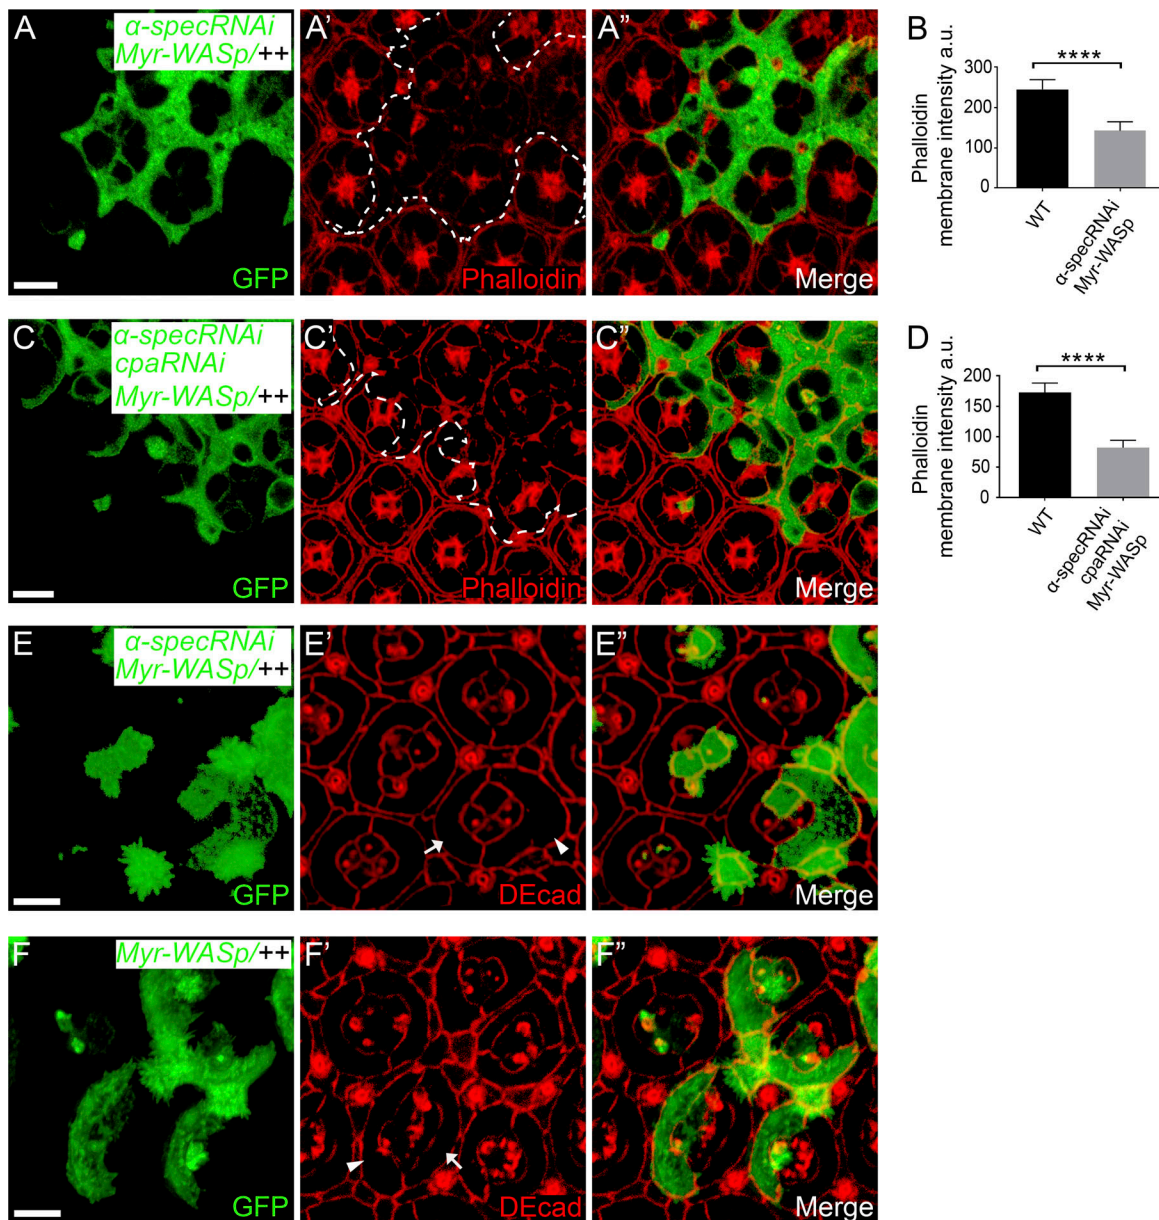 A
α-specRNAi
Myr-WASp/++
GFP
A'
Phalloidin
A"
Merge
B
Phalloidin
membrane intensity a.u.
300
200
100
0
****
WT
α-specRNAi
Myr-WASp
C
α-specRNAi
cpaRNAi
Myr-WASp/++
GFP
C'
Phalloidin
C"
Merge
D
Phalloidin
membrane intensity a.u.
200
150
100
50
0
****
WT
α-specRNAi
cpaRNAi
Myr-WASp
E
α-specRNAi
Myr-WASp/++
GFP
E'
DEcad
E"
Merge
F
Myr-WASp/++
GFP
F'
DEcad
F"
Merge